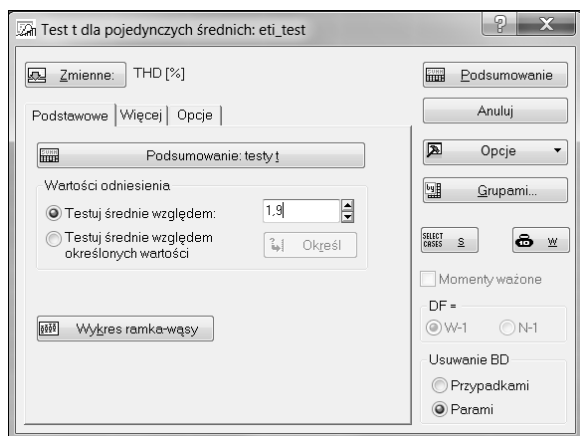 Test t dla pojedynczych średnich: eti_test
Zmienne: THD [%]
Podstawowe Więcej Opcje
Podsumowanie: testy t
Wartości odniesienia
Testuj średnie względem: 1,9
Testuj średnie względem
określonych wartości
Określ
Wykres ramka-wąsy
Podsumowanie
Anuluj
Opcje
Grupami...
SELECT
CASES S
W
Momenty ważone
DF =
W-1 N-1
Usuwanie BD
Przypadkami
Parami